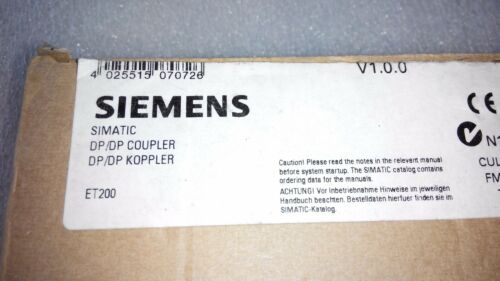 4 025515 070726
V1.0.0
SIEMENS
CE
SIMATIC
DP/DP COUPLER
DP/DP KOPPLER
N1
CUL
FM
Caution! Please read the notes in the relevant manual
before system startup. The SIMATIC catalog contains
ordering data for the manuals.
ET200
ACHTUNG! Vor Inbetriebnahme Hinweise im jeweiligen
Handbuch beachten. Bestelldaten hierfuer finden sie im
SIMATIC-Katalog.